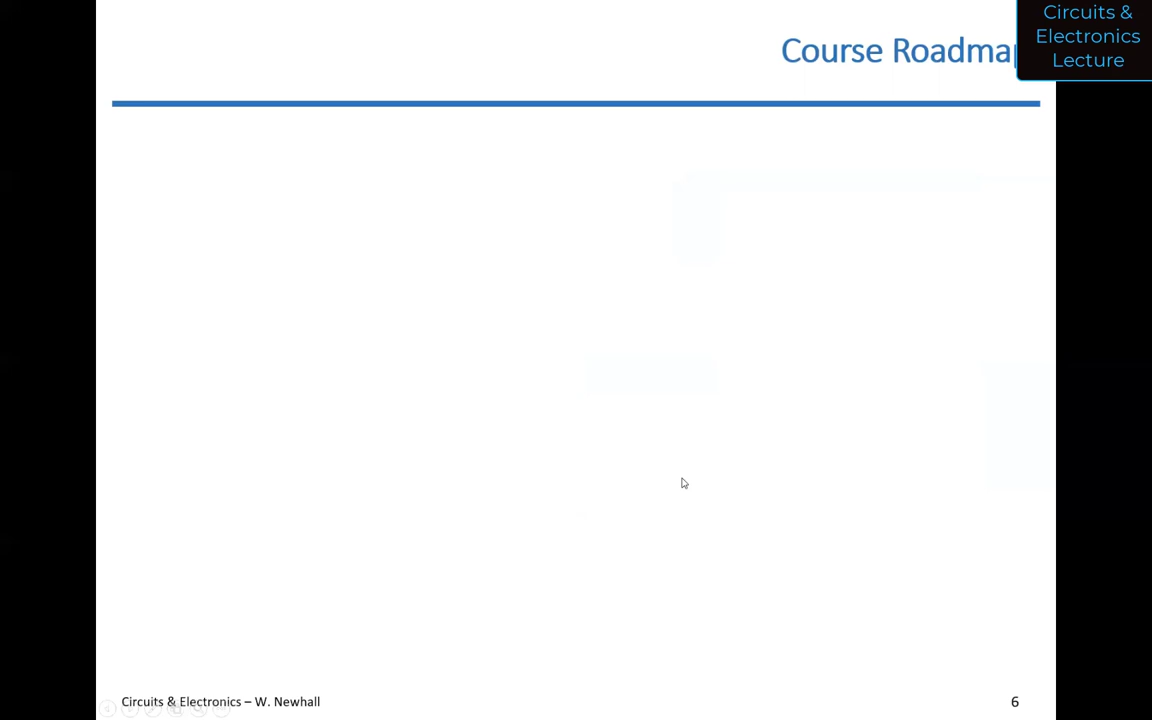 Course Roadma
Circuits &
Electronics
Lecture
Circuits & Electronics – W. Newhall
6